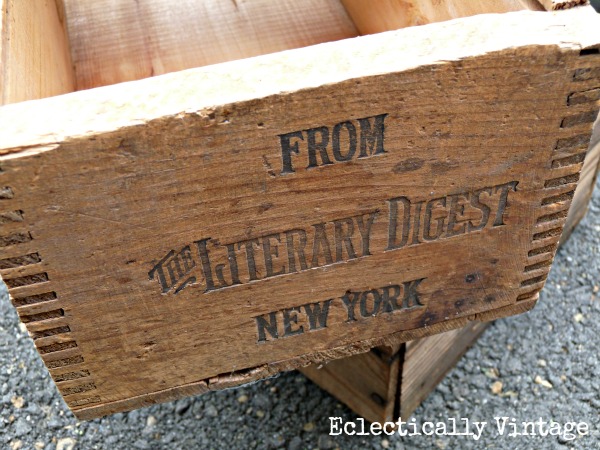 FROM
THE LITERARY DIGEST
NEW YORK
Eclectically Vintage